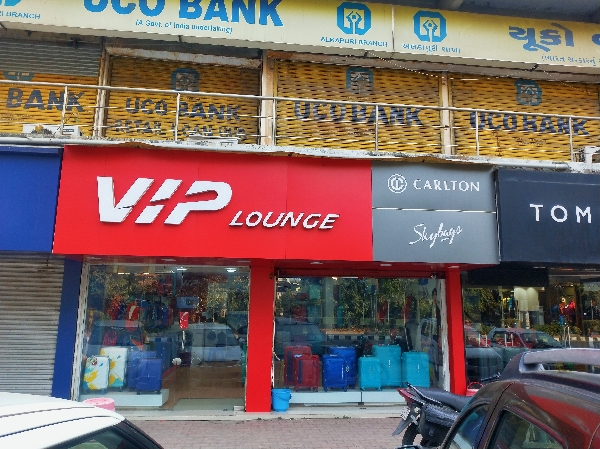 UCO BANK
(A Govt. of India Undertaking)
ALKAPURI BRANCH
અલકાપુરી શાખા
યુકો
BANK
UCO BANK
UCO BANK
UCO BANK
VIP LOUNGE
CARLTON
Skybags
TOM